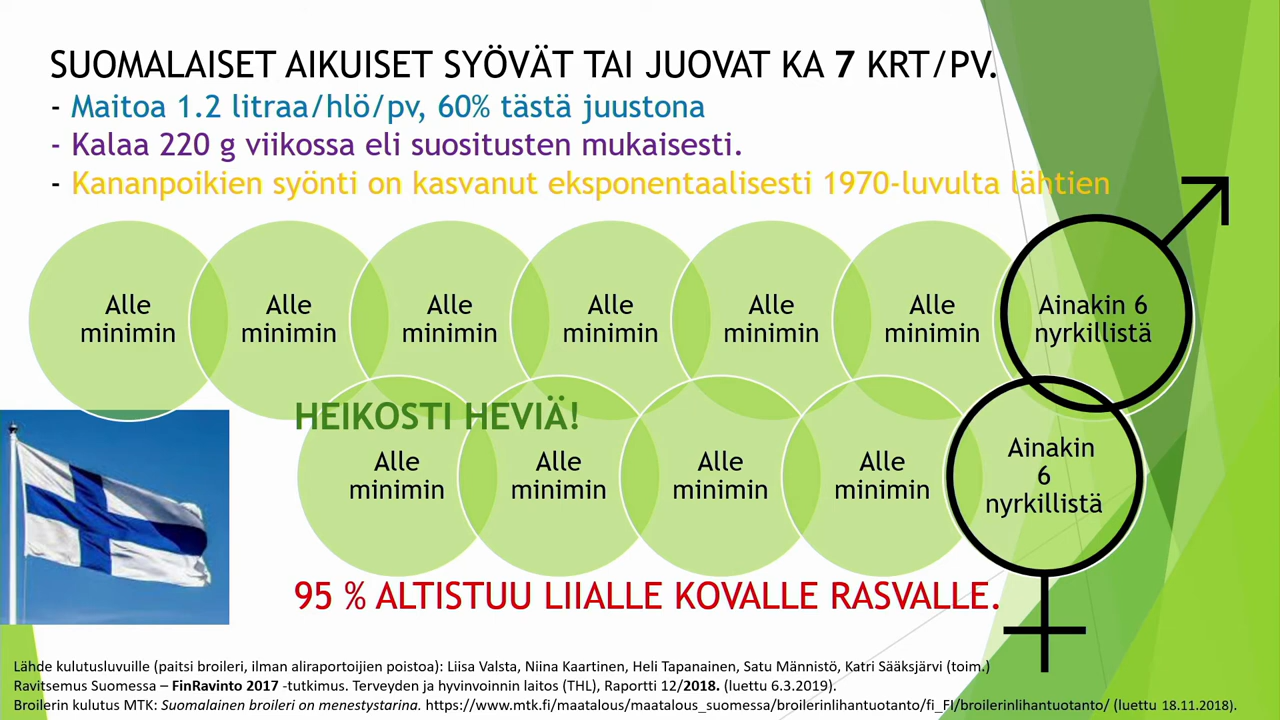 SUOMALAISET AIKUISET SYÖVÄT TAI JUOVAT KA 7 KRT/PV.
- Maitoa 1.2 litraa/hlö/pv, 60% tästä juustona
- Kalaa 220 g viikossa eli suositusten mukaisesti.
- Kananpoikien syönti on kasvanut eksponentaalisesti 1970-luvulta lähtien
Alle
minimin
Alle
minimin
Alle
minimin
Alle
minimin
Alle
minimin
Alle
minimin
Ainakin 6
nyrkillistä
HEIKOSTI HEVIÄ!
Alle
minimin
Alle
minimin
Alle
minimin
Alle
minimin
Ainakin
6
nyrkillistä
95 % ALTISTUU LIIALLE KOVALLE RASVALLE.
Lähde kulutusluvuille (paitsi broileri, ilman aliraportoijien poistoa): Liisa Valsta, Niina Kaartinen, Heli Tapanainen, Satu Männistö, Katri Sääksjärvi (toim.)
Ravitsemus Suomessa – FinRavinto 2017 -tutkimus. Terveyden ja hyvinvoinnin laitos (THL), Raportti 12/2018. (luettu 6.3.2019).
Broilerin kulutus MTK: Suomalainen broileri on menestystarina. https://www.mtk.fi/maatalous/maatalous_suomessa/broilerinlihantuotanto/fi_FI/broilerinlihantuotanto/ (luettu 18.11.2018).